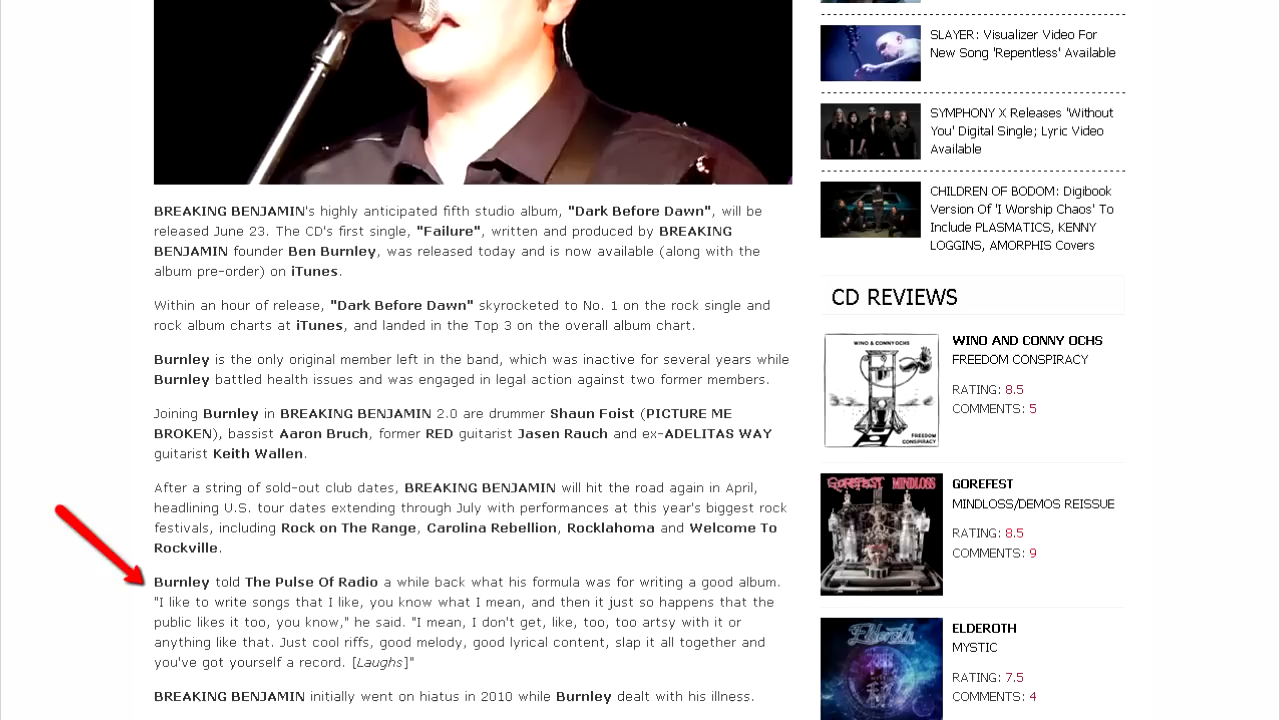 SLAYER: Visualizer Video For
New Song 'Repentless' Available
SYMPHONY X Releases 'Without
You' Digital Single; Lyric Video
Available
CHILDREN OF BODOM: Digibook
Version Of 'I Worship Chaos' To
Include PLASMATICS, KENNY
LOGGINS, AMORPHIS Covers
BREAKING BENJAMIN's highly anticipated fifth studio album, "Dark Before Dawn", will be
released June 23. The CD's first single, "Failure", written and produced by BREAKING
BENJAMIN founder Ben Burnley, was released today and is now available (along with the
album pre-order) on iTunes.
Within an hour of release, "Dark Before Dawn" skyrocketed to No. 1 on the rock single and
rock album charts at iTunes, and landed in the Top 3 on the overall album chart.
Burnley the only original member left in the band, which was inactive for several years while
Burnley battled health issues and was engaged in legal action against two former members.
Joining Burnley in BREAKING BENJAMIN 2.0 are drummer Shaun Foist (PICTURE ME
BROKEN), bassist Aaron Bruch, former RED guitarist Jasen Rauch and ex-ADELITAS WAY
guitarist Keith Wallen.
of sold-out club dates, BREAKING BENJAMIN will hit the road again in April,
U.S. tour dates extending through July with performances at this year's biggest rock
festivals, including Rock on The Range, Carolina Rebellion, Rocklahoma and Welcome To
Rockville.
Burnley told The Pulse Of Radio a while back what his formula was for writing a good album.
like to write songs that I like, you know what I mean, and then it just so happens that the
public likes it too, you know," he said. "I mean, I don't get, like, too, too artsy with it or
that. Just cool riffs, good melody, good lyrical content, slap it all together and
you've got yourself a record. [Laughs]"
BREAKING BENJAMIN initially went on hiatus in 2010 while Burnley dealt with his illness.
CD REVIEWS
WINO AND CONNY OCHS
FREEDOM CONSPIRACY
RATING: 8.5
COMMENTS: 5
WINO & CONNY OCHS
FREEDOM
CONSPIRACY
GOREFEST
MINDLOSS/DEMOS REISSUE
RATING: 8.5
COMMENTS: 9
GOREFEST MINDLOSS
ELDEROTH
MYSTIC
RATING: 7.5
COMMENTS: 4
Elderoth